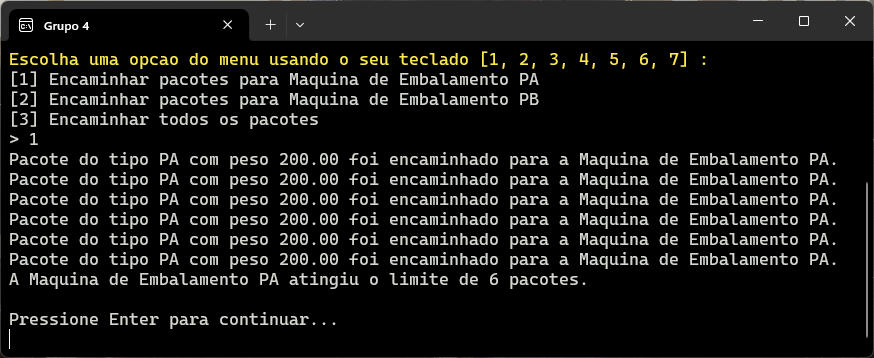 Grupo 4
Escolha uma opcao do menu usando o seu teclado [1, 2, 3, 4, 5, 6, 7] :
[1] Encaminhar pacotes para Maquina de Embalamento PA
[2] Encaminhar pacotes para Maquina de Embalamento PB
[3] Encaminhar todos os pacotes
> 1
Pacote do tipo PA com peso 200.00 foi encaminhado para a Maquina de Embalamento PA.
Pacote do tipo PA com peso 200.00 foi encaminhado para a Maquina de Embalamento PA.
Pacote do tipo PA com peso 200.00 foi encaminhado para a Maquina de Embalamento PA.
Pacote do tipo PA com peso 200.00 foi encaminhado para a Maquina de Embalamento PA.
Pacote do tipo PA com peso 200.00 foi encaminhado para a Maquina de Embalamento PA.
Pacote do tipo PA com peso 200.00 foi encaminhado para a Maquina de Embalamento PA.
A Maquina de Embalamento PA atingiu o limite de 6 pacotes.
Pressione Enter para continuar...